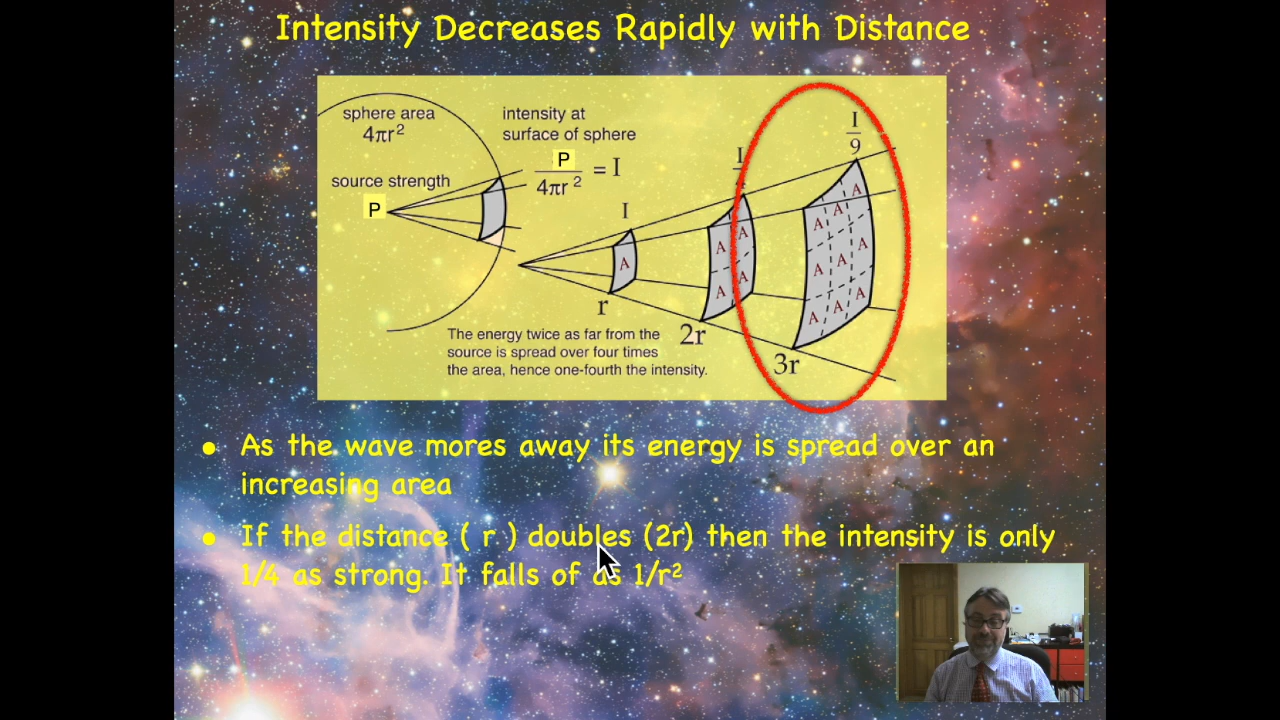 Intensity Decreases Rapidly with Distance
sphere area
4πr²
intensity at
surface of sphere
P
4πr² = I
source strength
P
I
A
r
I
A A
A A
2r
I
9
A A A
A A A
A A A
3r
The energy twice as far from the
source is spread over four times
the area, hence one-fourth the intensity.
• As the wave mores away its energy is spread over an
increasing area
• If the distance ( r ) doubles (2r) then the intensity is only
1/4 as strong. It falls of as 1/r²